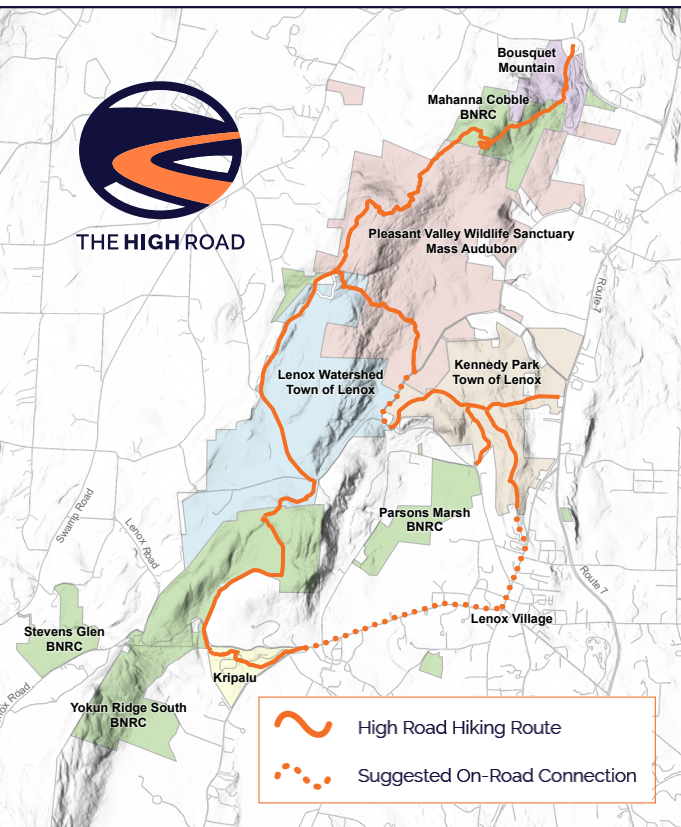 Bousquet
Mountain
Mahanna Cobble
BNRC
THE HIGH ROAD
Pleasant Valley Wildlife Sanctuary
Mass Audubon
Route 7
Lenox Watershed
Town of Lenox
Kennedy Park
Town of Lenox
Swamp Road
Lenox Road
Parsons Marsh
BNRC
Route 7
Stevens Glen
BNRC
Lenox Village
Kripalu
Yokun Ridge South
BNRC
High Road Hiking Route
Suggested On-Road Connection